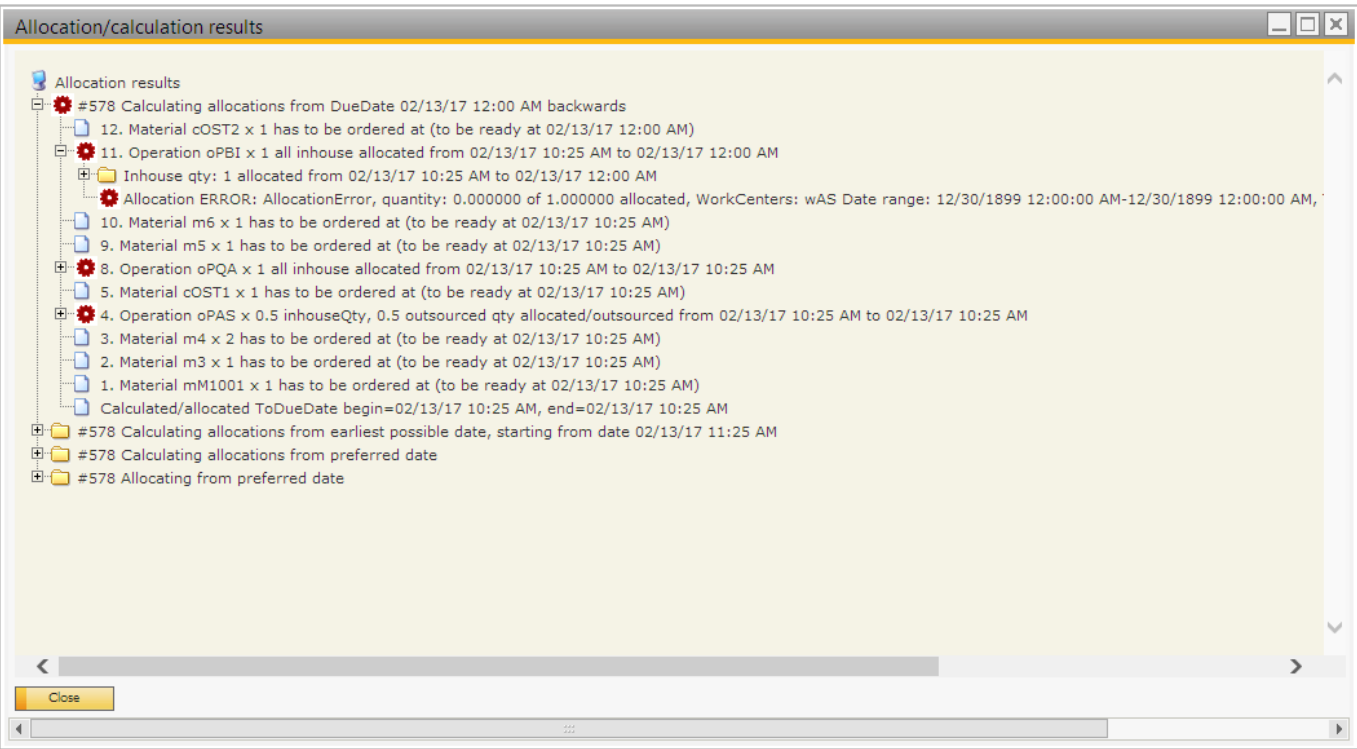 Allocation/calculation results
Allocation results
#578 Calculating allocations from DueDate 02/13/17 12:00 AM backwards
12. Material cOST2 x 1 has to be ordered at (to be ready at 02/13/17 12:00 AM)
11. Operation oPBI x 1 all inhouse allocated from 02/13/17 10:25 AM to 02/13/17 12:00 AM
Inhouse qty: 1 allocated from 02/13/17 10:25 AM to 02/13/17 12:00 AM
Allocation ERROR: AllocationError, quantity: 0.000000 of 1.000000 allocated, WorkCenters: wAS Date range: 12/30/1899 12:00:00 AM-12/30/1899 12:00:00 AM,
10. Material m6 x 1 has to be ordered at (to be ready at 02/13/17 10:25 AM)
9. Material m5 x 1 has to be ordered at (to be ready at 02/13/17 10:25 AM)
8. Operation oPQA x 1 all inhouse allocated from 02/13/17 10:25 AM to 02/13/17 10:25 AM
5. Material cOST1 x 1 has to be ordered at (to be ready at 02/13/17 10:25 AM)
4. Operation oPAS x 0.5 inhouseQty, 0.5 outsourced qty allocated/outsourced from 02/13/17 10:25 AM to 02/13/17 10:25 AM
3. Material m4 x 2 has to be ordered at (to be ready at 02/13/17 10:25 AM)
2. Material m3 x 1 has to be ordered at (to be ready at 02/13/17 10:25 AM)
1. Material mM1001 x 1 has to be ordered at (to be ready at 02/13/17 10:25 AM)
Calculated/allocated ToDueDate begin=02/13/17 10:25 AM, end=02/13/17 10:25 AM
#578 Calculating allocations from earliest possible date, starting from date 02/13/17 11:25 AM
#578 Calculating allocations from preferred date
#578 Allocating from preferred date
Close